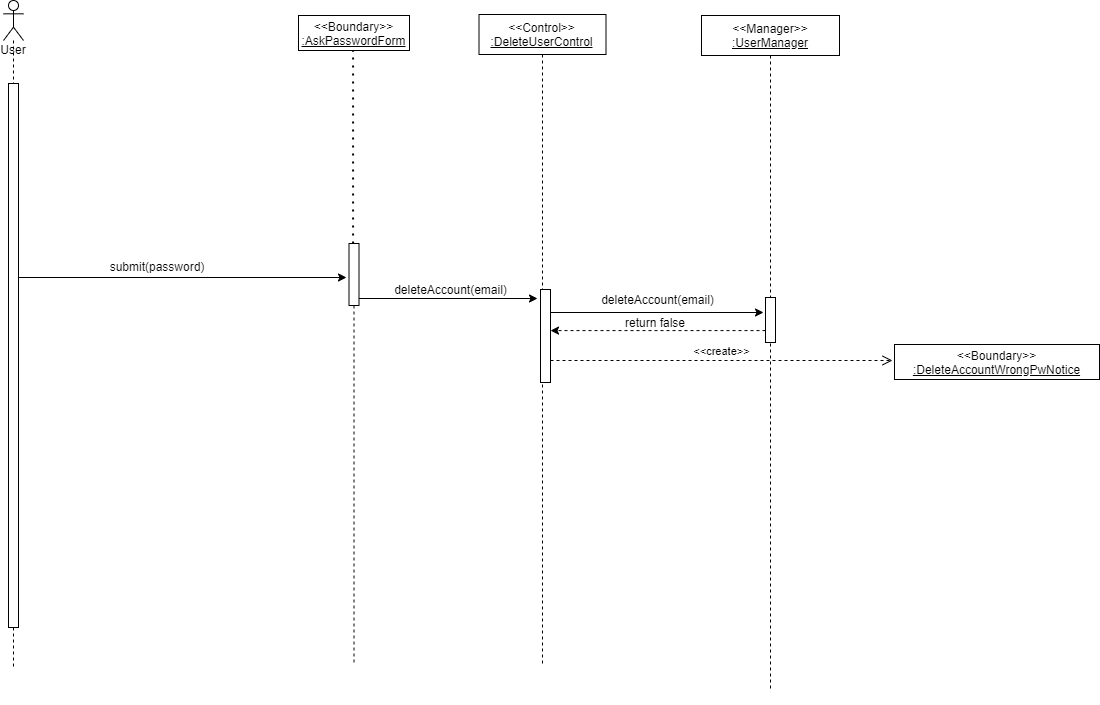 User
<<Boundary>>
:AskPasswordForm
<<Control>>
:DeleteUserControl
<<Manager>>
:UserManager
submit(password)
deleteAccount(email)
deleteAccount(email)
return false
<<create>>
<<Boundary>>
:DeleteAccountWrongPwNotice